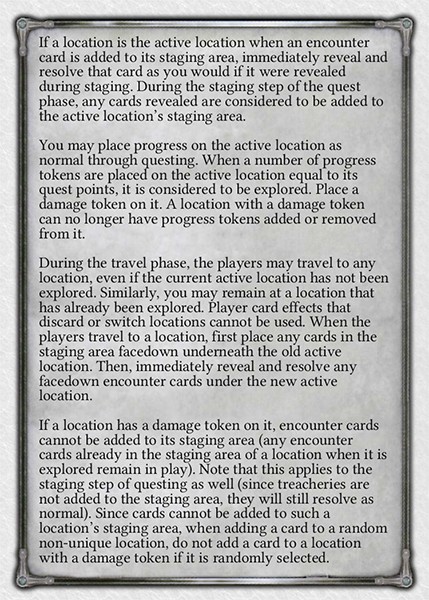 If a location is the active location when an encounter
card is added to its staging area, immediately reveal and
resolve that card as you would if it were revealed
during staging. During the staging step of the quest
phase, any cards revealed are considered to be added to
the active location's staging area.
You may place progress on the active location as
normal through questing. When a number of progress
tokens are placed on the active location equal to its
quest points, it is considered to be explored. Place a
damage token on it. A location with a damage token
can no longer have progress tokens added or removed
from it.
During the travel phase, the players may travel to any
location, even if the current active location has not been
explored. Similarly, you may remain at a location that
has already been explored. Player card effects that
discard or switch locations cannot be used. When the
players travel to a location, first place any cards in the
staging area facedown underneath the old active
location. Then, immediately reveal and resolve any
facedown encounter cards under the new active
location.
If a location has a damage token on it, encounter cards
cannot be added to its staging area (any encounter
cards already in the staging area of a location when it is
explored remain in play). Note that this applies to the
staging step of questing as well (since treacheries are
not added to the staging area, they will still resolve as
normal). Since cards cannot be added to such a
location's staging area, when adding a card to a random
non-unique location, do not add a card to a location
with a damage token if it is randomly selected.